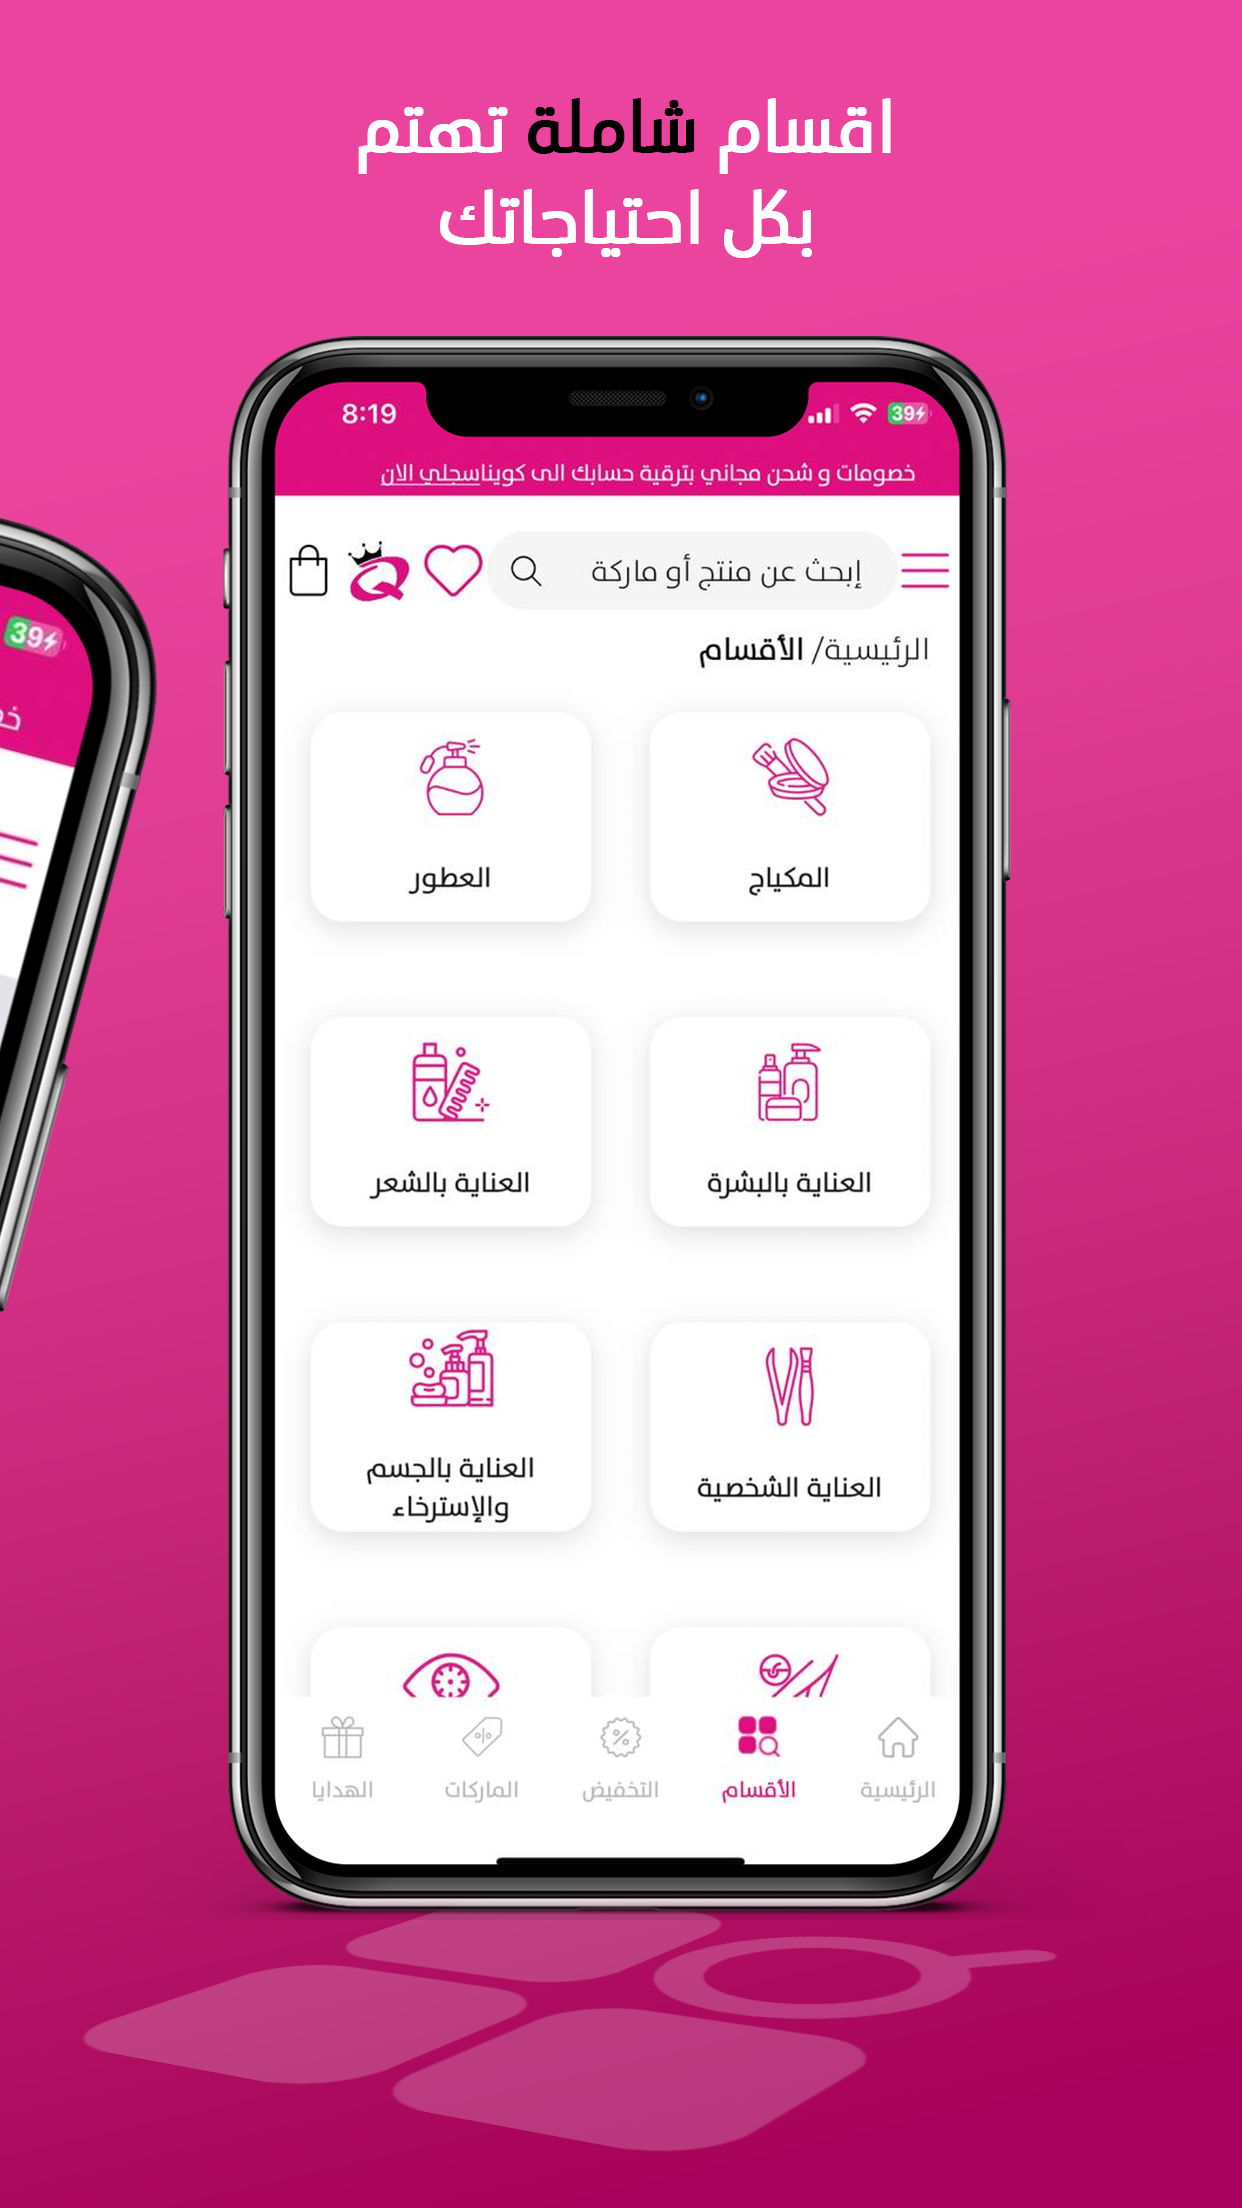 اقسام شاملة تهتم
بكل احتياجاتك
8:19
39
خصومات و شحن مجاني بترقية حسابك الى كويناسجلي الان
إبحث عن منتج أو ماركة
الرئيسية/ الأقسام
المكياج
العطور
العناية بالبشرة
العناية بالشعر
العناية الشخصية
العناية بالجسم
والإسترخاء
الرئيسية
الأقسام
التخفيض
الماركات
الهدايا
39